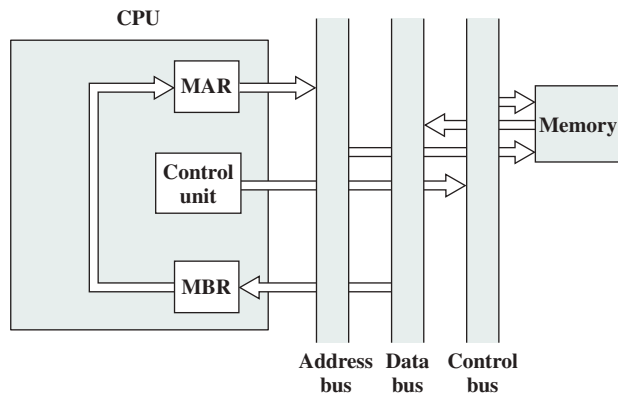 CPU
MAR
Memory
Control
unit
MBR
Address
bus
Data
bus
Control
bus